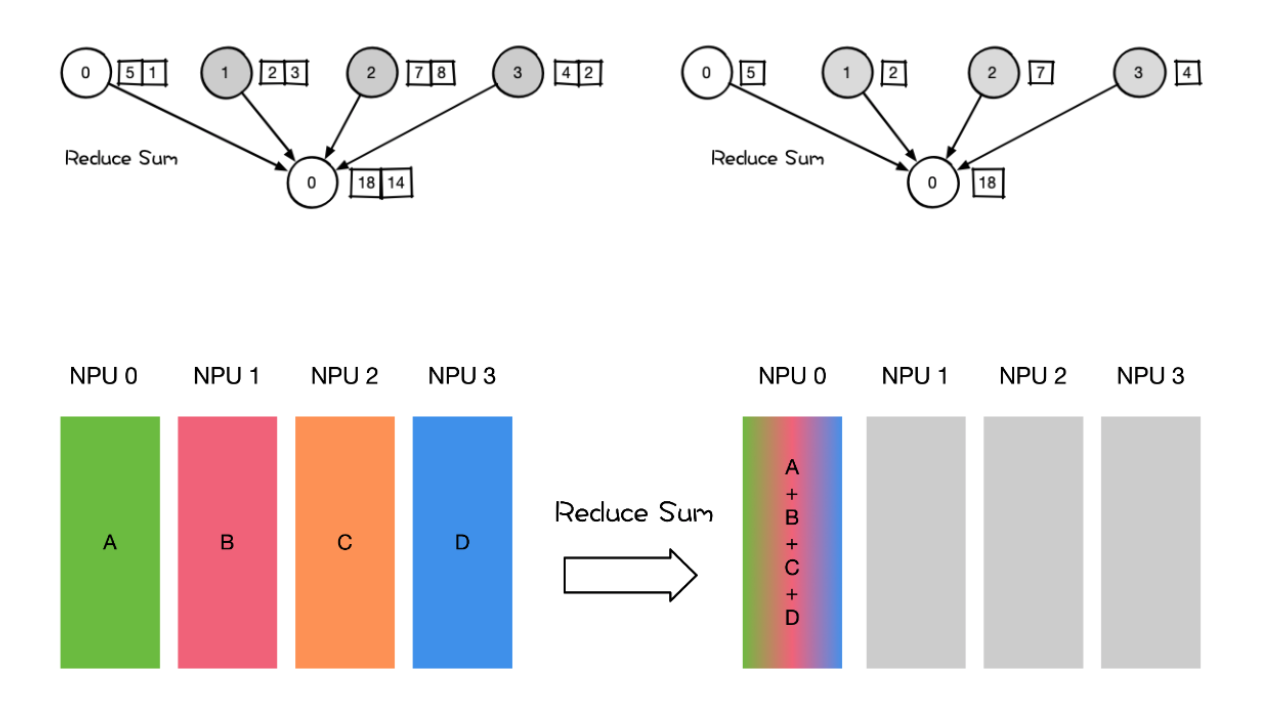 0 5 1 1 2 3 2 7 8 3 4 2
Reduce Sum
0 18 14
0 5 1 2 2 7 3 4
Reduce Sum
0 18
NPU 0 NPU 1 NPU 2 NPU 3
A B C D
Reduce Sum
NPU 0 NPU 1 NPU 2 NPU 3
A
+
B
+
C
+
D